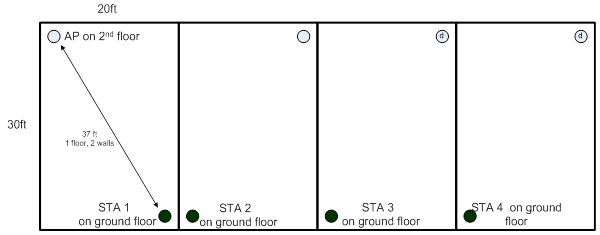 20ft
AP on 2nd floor
d
d
30ft
37 ft
1 floor, 2 walls
STA 1
on ground floor
STA 2
on ground floor
STA 3
on ground floor
STA 4 on ground
floor